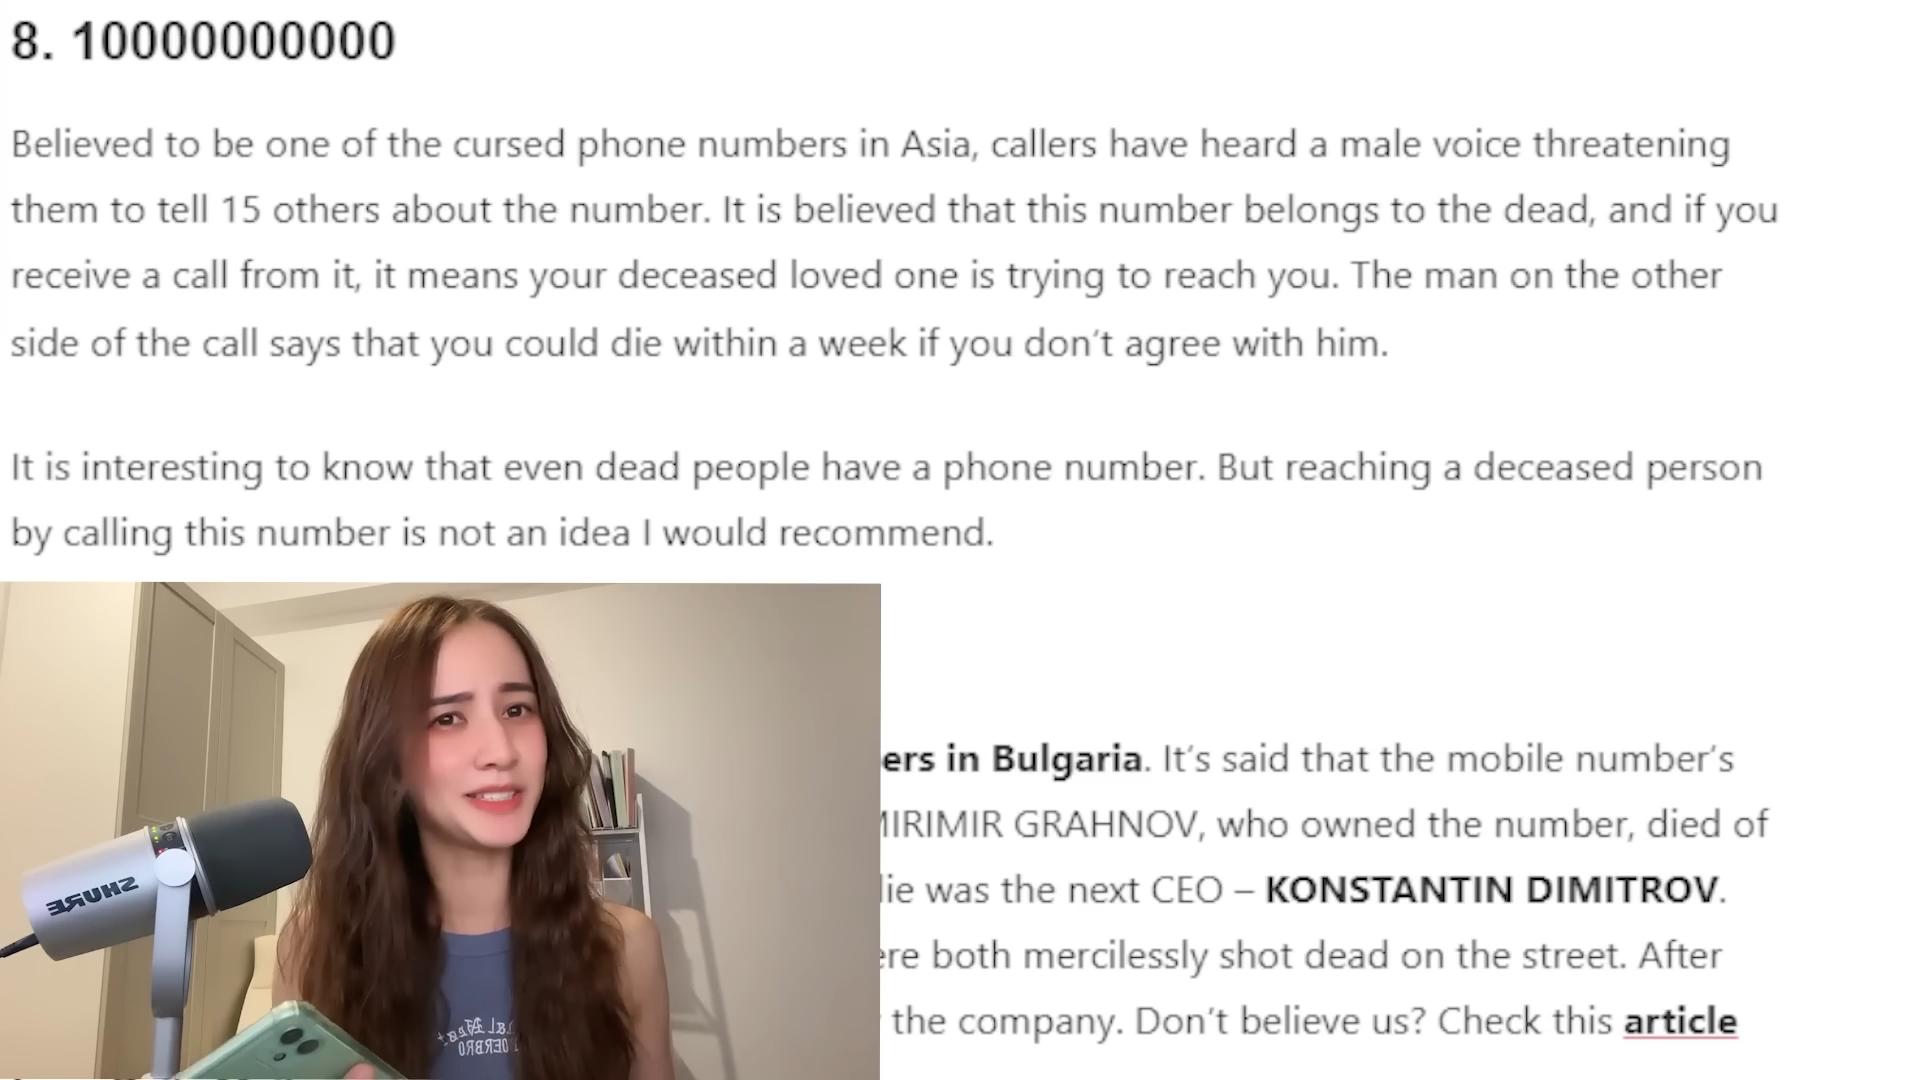 8. 10000000000
Believed to be one of the cursed phone numbers in Asia, callers have heard a male voice threatening
them to tell 15 others about the number. It is believed that this number belongs to the dead, and if you
receive a call from it, it means your deceased loved one is trying to reach you. The man on the other
side of the call says that you could die within a week if you don't agree with him.
It is interesting to know that even dead people have a phone number. But reaching a deceased person
by calling this number is not an idea I would recommend.
ers in Bulgaria. It's said that the mobile number's
MIRIMIR GRAHNOV, who owned the number, died of
was the next CEO – KONSTANTIN DIMITROV.
both mercilessly shot dead on the street. After
the company. Don't believe us? Check this article
SHURE